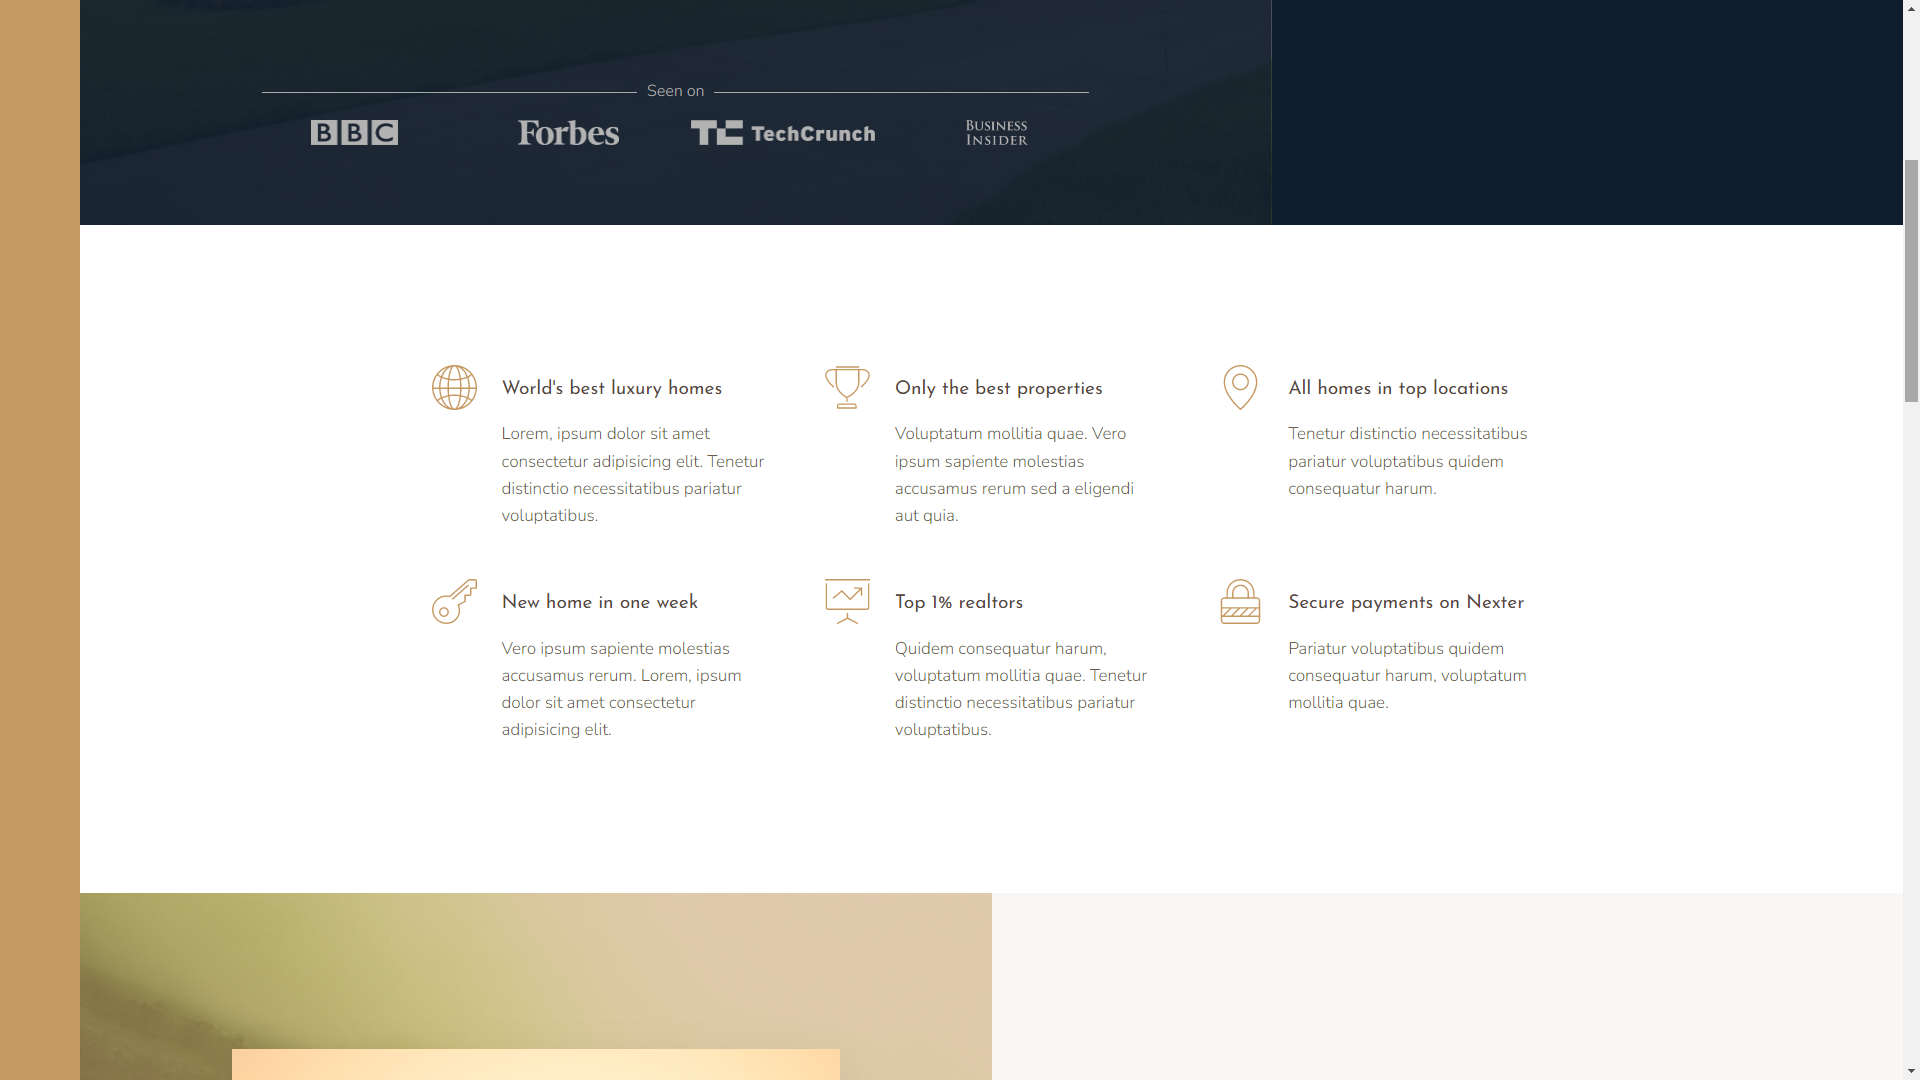 Seen on
BBC Forbes TC TechCrunch BUSINESS
INSIDER
World's best luxury homes
Lorem, ipsum dolor sit amet
consectetur adipisicing elit. Tenetur
distinctio necessitatibus pariatur
voluptatibus.
Only the best properties
Voluptatum mollitia quae. Vero
ipsum sapiente molestias
accusamus rerum sed a eligendi
aut quia.
All homes in top locations
Tenetur distinctio necessitatibus
pariatur voluptatibus quidem
consequatur harum.
New home in one week
Vero ipsum sapiente molestias
accusamus rerum. Lorem, ipsum
dolor sit amet consectetur
adipisicing elit.
Top 1% realtors
Quidem consequatur harum,
voluptatum mollitia quae. Tenetur
distinctio necessitatibus pariatur
voluptatibus.
Secure payments on Nexter
Pariatur voluptatibus quidem
consequatur harum, voluptatum
mollitia quae.